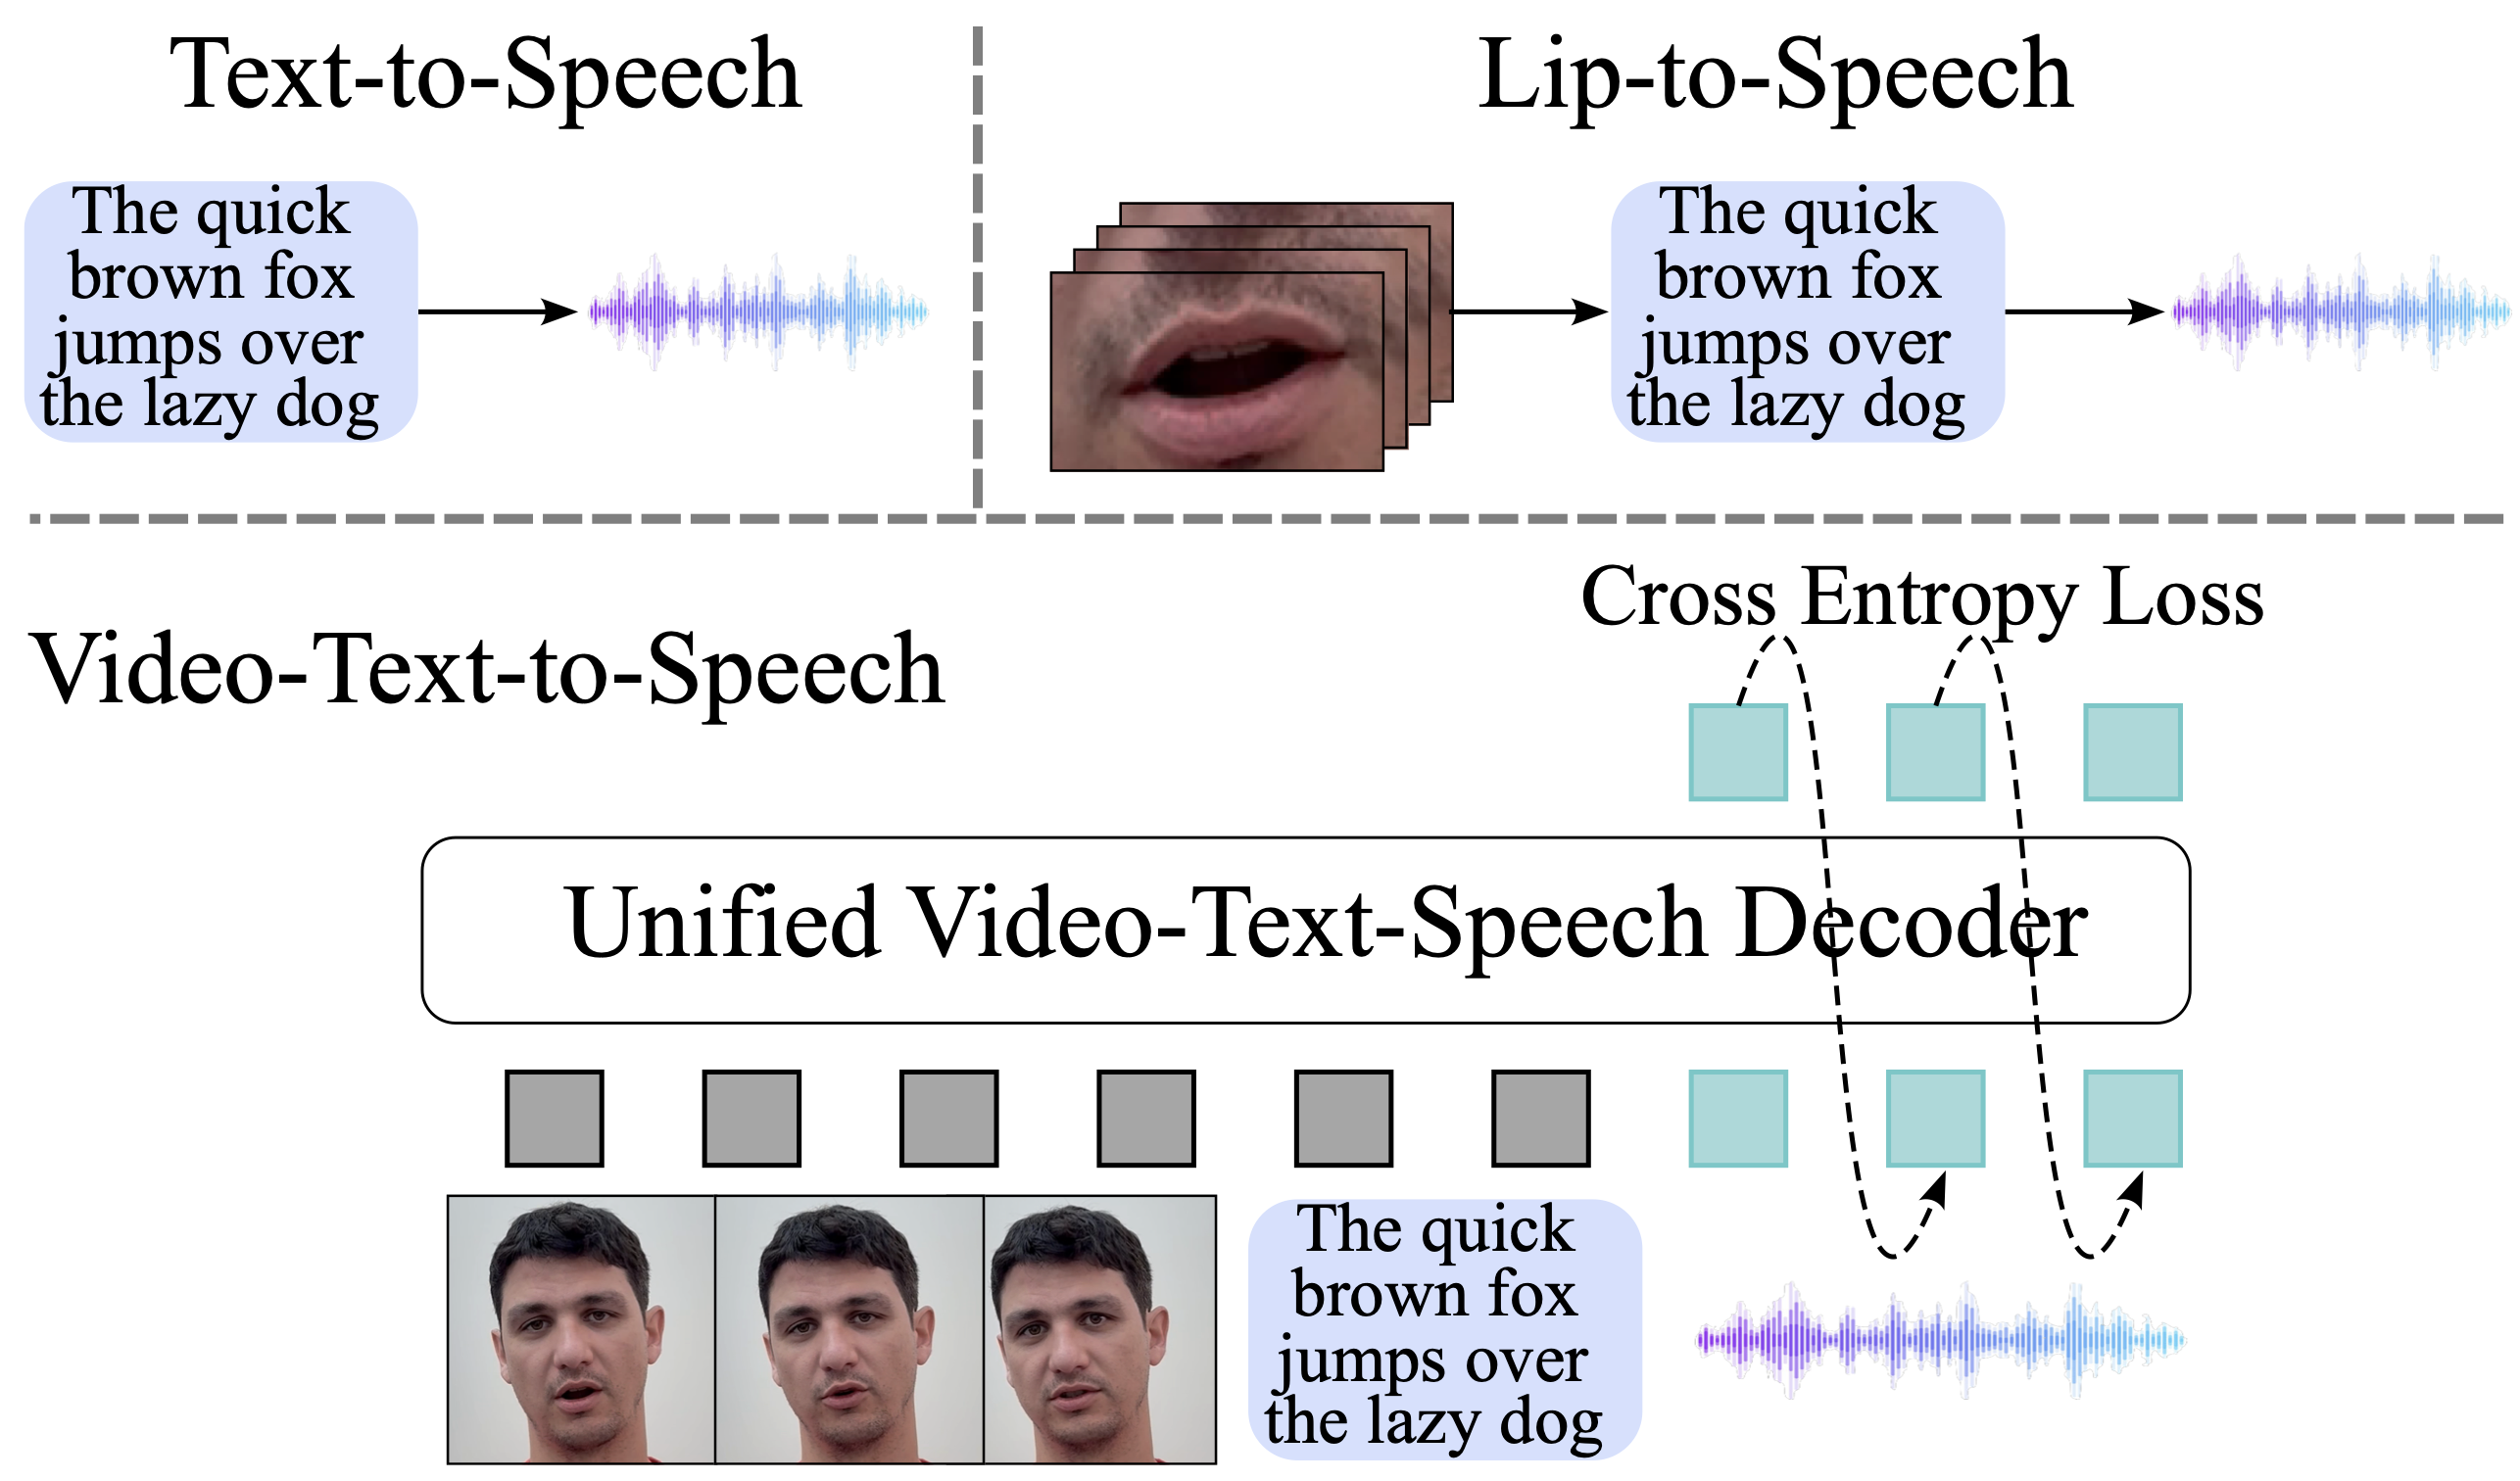 Text-to-Speech
The quick
brown fox
jumps over
the lazy dog
Lip-to-Speech
The quick
brown fox
jumps over
the lazy dog
Video-Text-to-Speech
Cross Entropy Loss
Unified Video-Text-Speech Decoder
The quick
brown fox
jumps over
the lazy dog